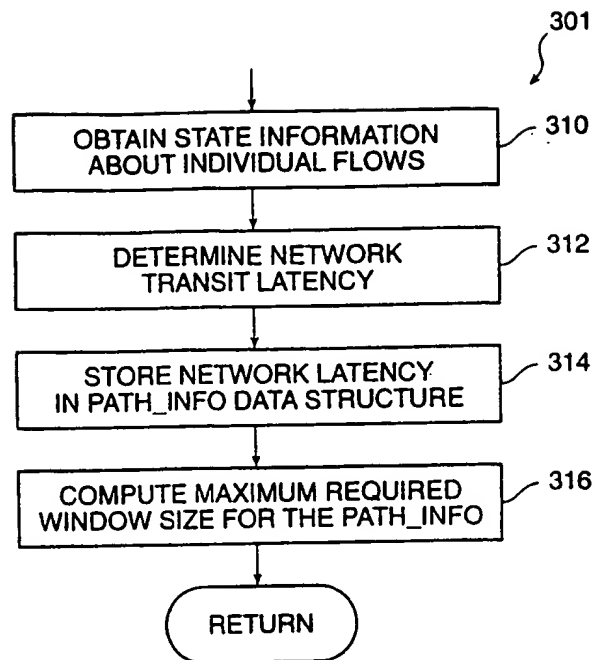 301
OBTAIN STATE INFORMATION
ABOUT INDIVIDUAL FLOWS
310
DETERMINE NETWORK
TRANSIT LATENCY
312
STORE NETWORK LATENCY
IN PATH_INFO DATA STRUCTURE
314
COMPUTE MAXIMUM REQUIRED
WINDOW SIZE FOR THE PATH_INFO
316
RETURN